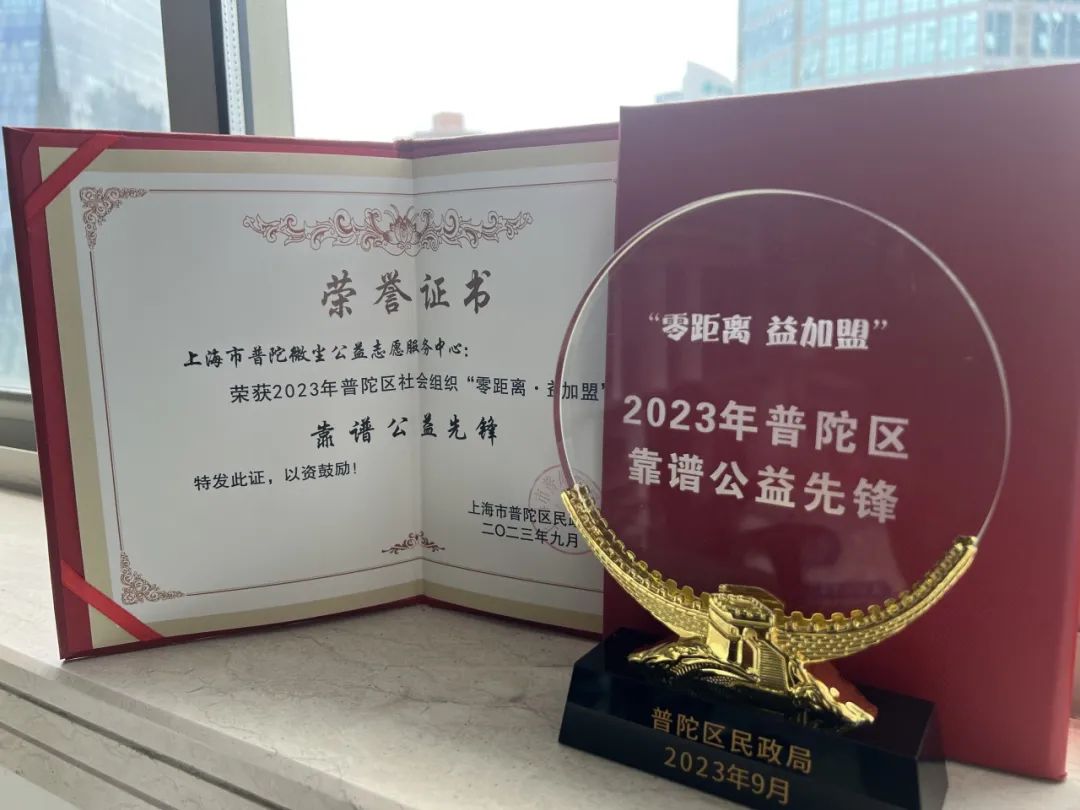 荣誉证书
上海市普陀微尘公益志愿服务中心：
荣获2023年普陀区社会组织“零距离·益加盟”
靠谱公益先锋
特发此证，以资鼓励！
上海市普陀区民政
二〇二三年九月
“零距离 益加盟”
2023年普陀区
靠谱公益先锋
普陀区民政局
2023年9月